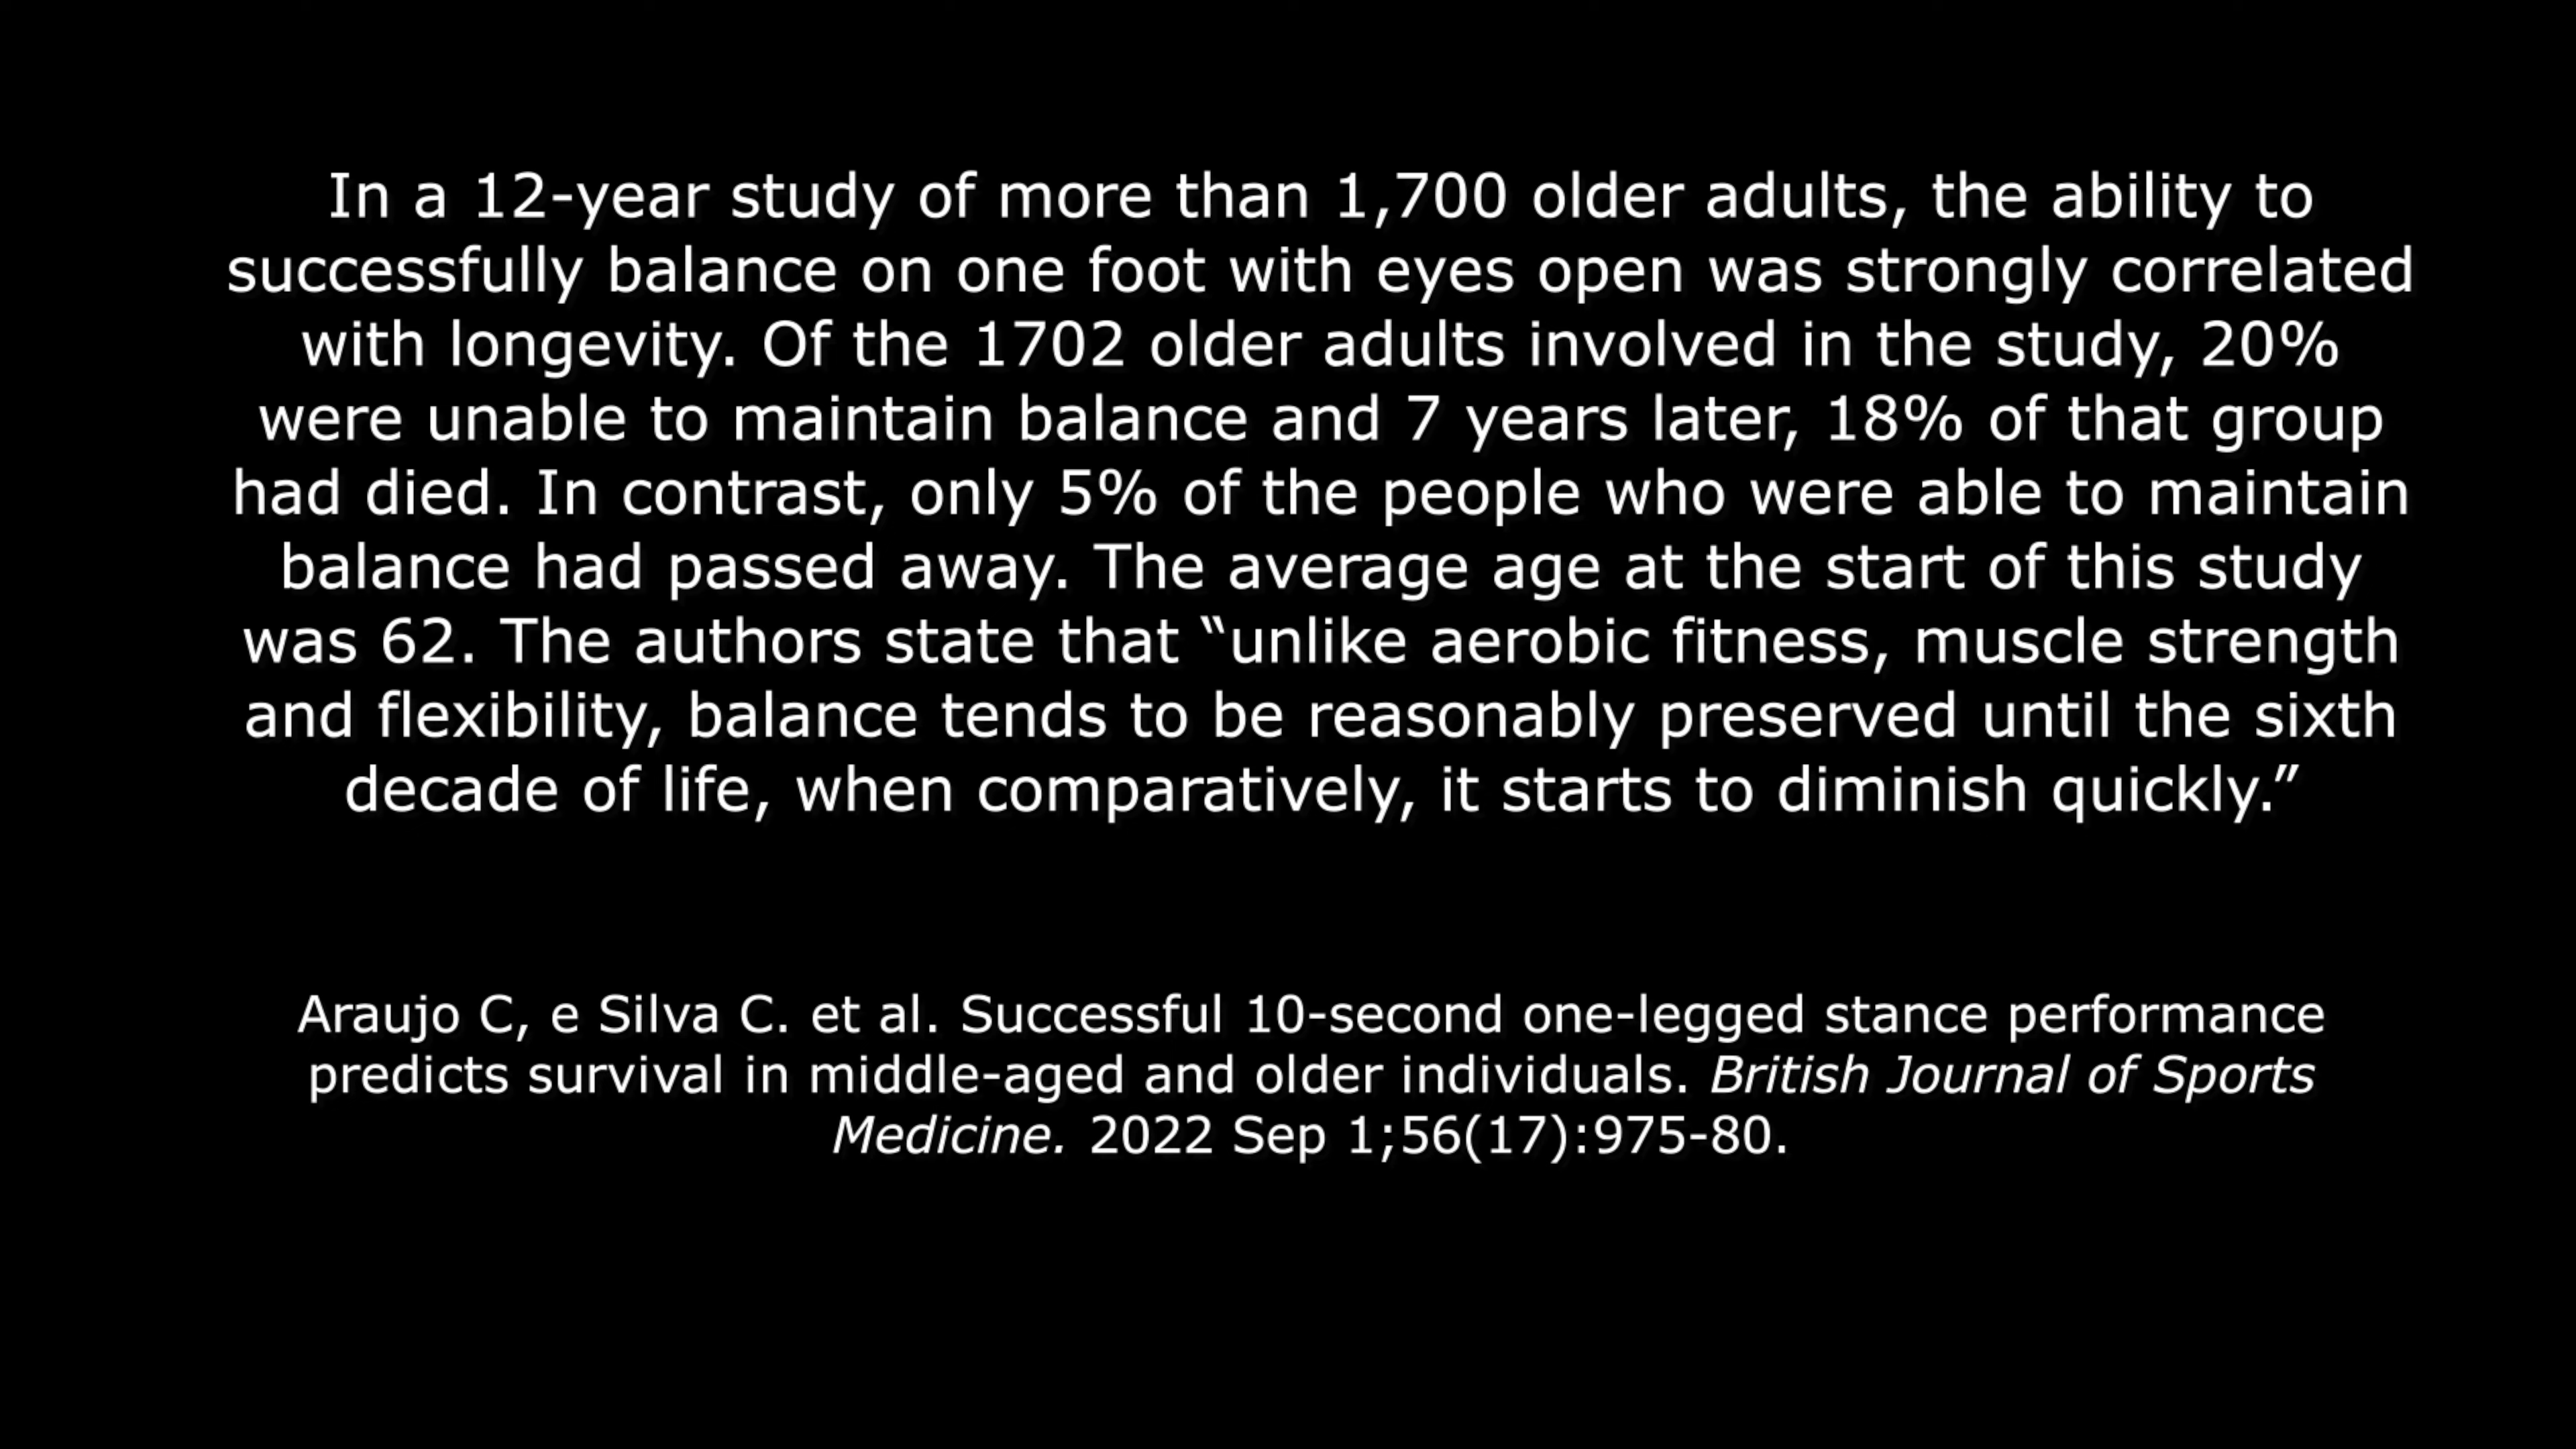 In a 12-year study of more than 1,700 older adults, the ability to
successfully balance on one foot with eyes open was strongly correlated
with longevity. Of the 1702 older adults involved in the study, 20%
were unable to maintain balance and 7 years later, 18% of that group
had died. In contrast, only 5% of the people who were able to maintain
balance had passed away. The average age at the start of this study
was 62. The authors state that “unlike aerobic fitness, muscle strength
and flexibility, balance tends to be reasonably preserved until the sixth
decade of life, when comparatively, it starts to diminish quickly.”
Araujo C, e Silva C. et al. Successful 10-second one-legged stance performance
predicts survival in middle-aged and older individuals. British Journal of Sports
Medicine. 2022 Sep 1;56(17):975-80.